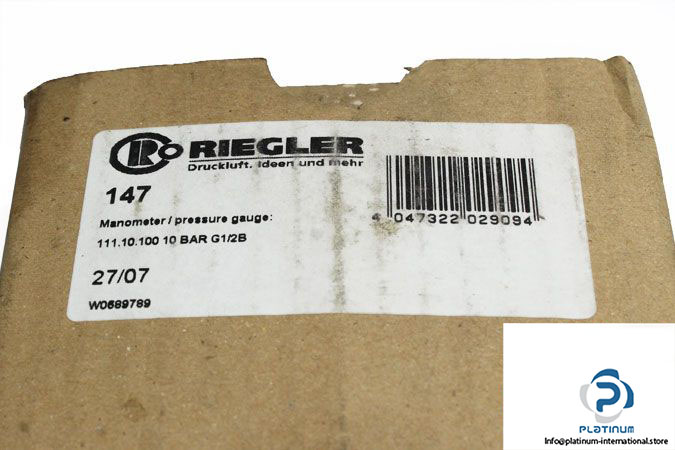 RIEGLER
Druckluft. Ideen und mehr
147
Manometer / pressure gauge:
111.10.100 10 BAR G1/2B
27/07
W0689789
4 047322 029094
PLATINUM
info@platinum-international.store